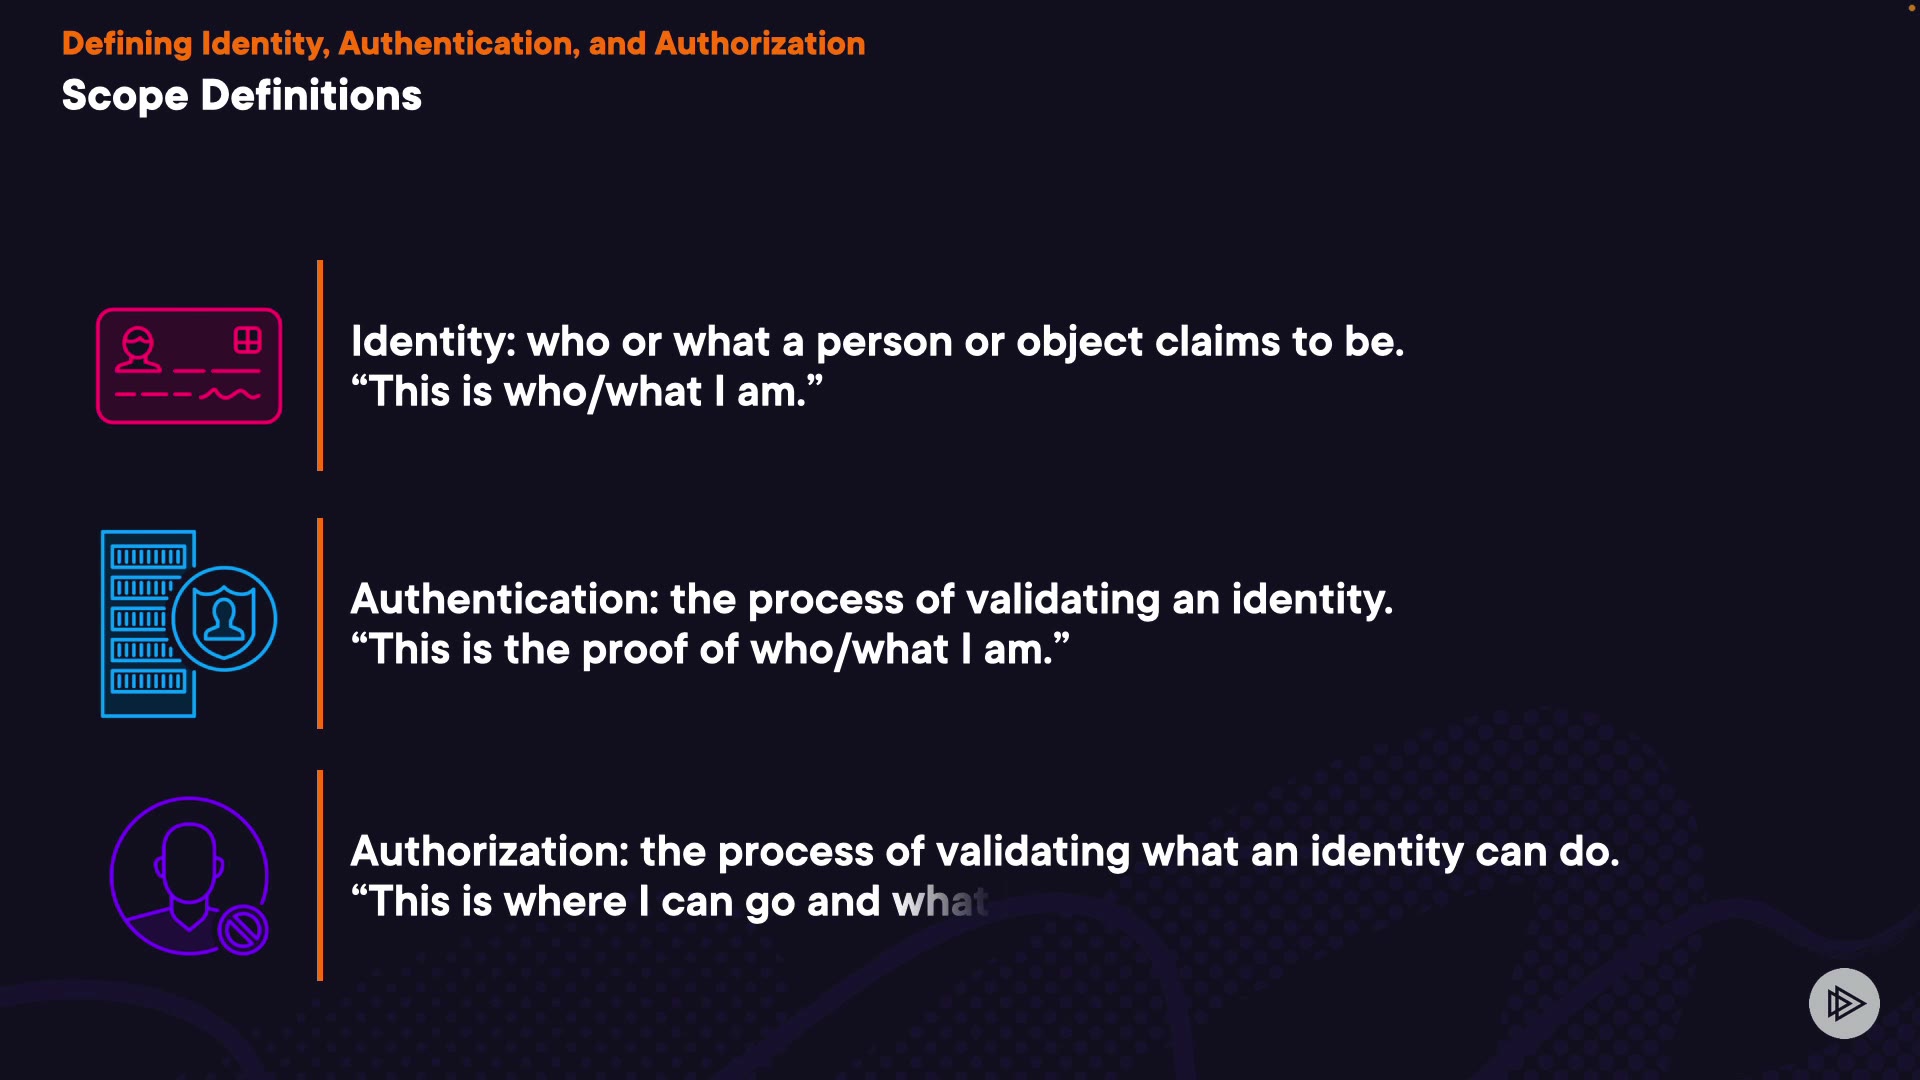 Defining Identity, Authentication, and Authorization
Scope Definitions
Identity: who or what a person or object claims to be.
“This is who/what I am.”
Authentication: the process of validating an identity.
“This is the proof of who/what I am.”
Authorization: the process of validating what an identity can do.
“This is where I can go and what